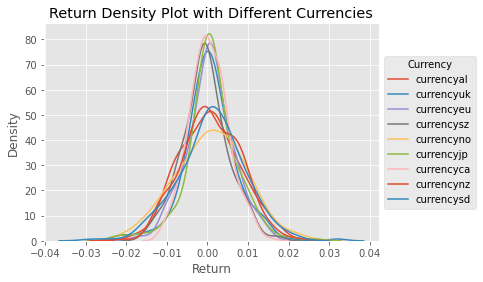 Return Density Plot with Different Currencies
80
70
60
50
40
30
20
10
0
Density
−0.04 −0.03 −0.02 −0.01 0.00 0.01 0.02 0.03 0.04
Return
Currency
currencyal
currencyuk
currencyeu
currencysz
currencyno
currencyjp
currencyca
currencynz
currencysd